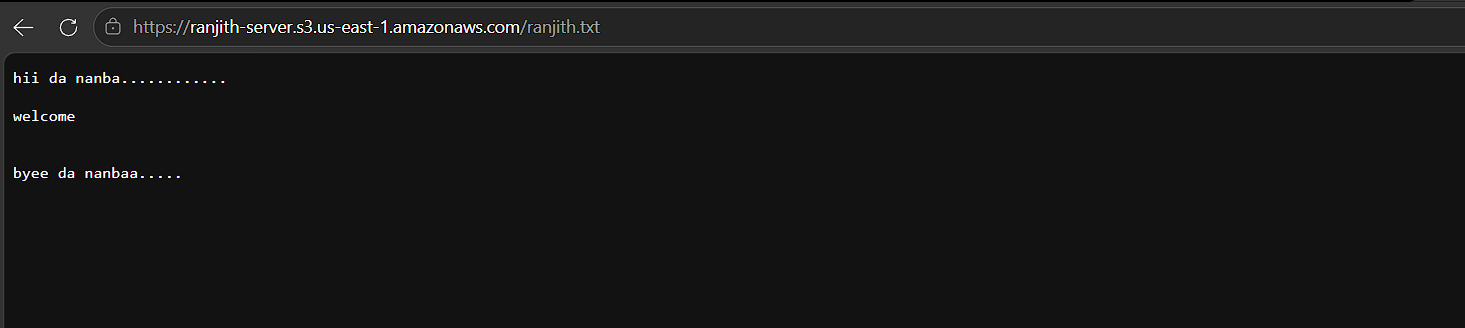 https://ranjith-server.s3.us-east-1.amazonaws.com/ranjith.txt
hii da nanba............
welcome
byee da nanbaa.....